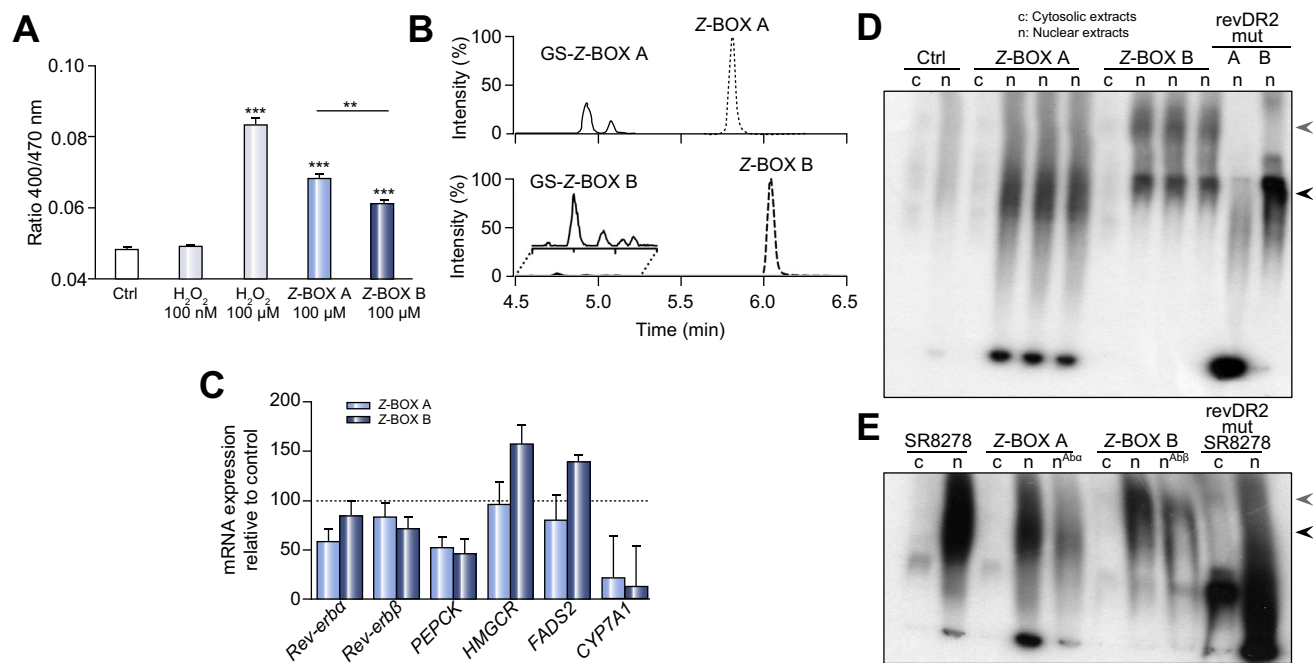 A
Ratio 400/470 nm
0.10
0.08
0.06
0.04
***
***
**
***
Ctrl
H2O2 100 nM
H2O2 100 µM
Z-BOX A 100 µM
Z-BOX B 100 µM
B
Intensity (%)
100
50
0
GS-Z-BOX A
Z-BOX A
Intensity (%)
100
50
0
GS-Z-BOX B
Z-BOX B
4.5 5.0 5.5 6.0 6.5
Time (min)
C
mRNA expression
relative to control
200
150
100
50
0
Z-BOX A
Z-BOX B
Rev-erbα
Rev-erbβ
PEPCK
HMGCR
FADS2
CYP7A1
D
c: Cytosolic extracts
n: Nuclear extracts
revDR2
mut
Ctrl Z-BOX A Z-BOX B A B
c n c n n n c n n n n n
E
revDR2
mut
SR8278 Z-BOX A Z-BOX B SR8278
c n c n nAbα c n nAbβ c n